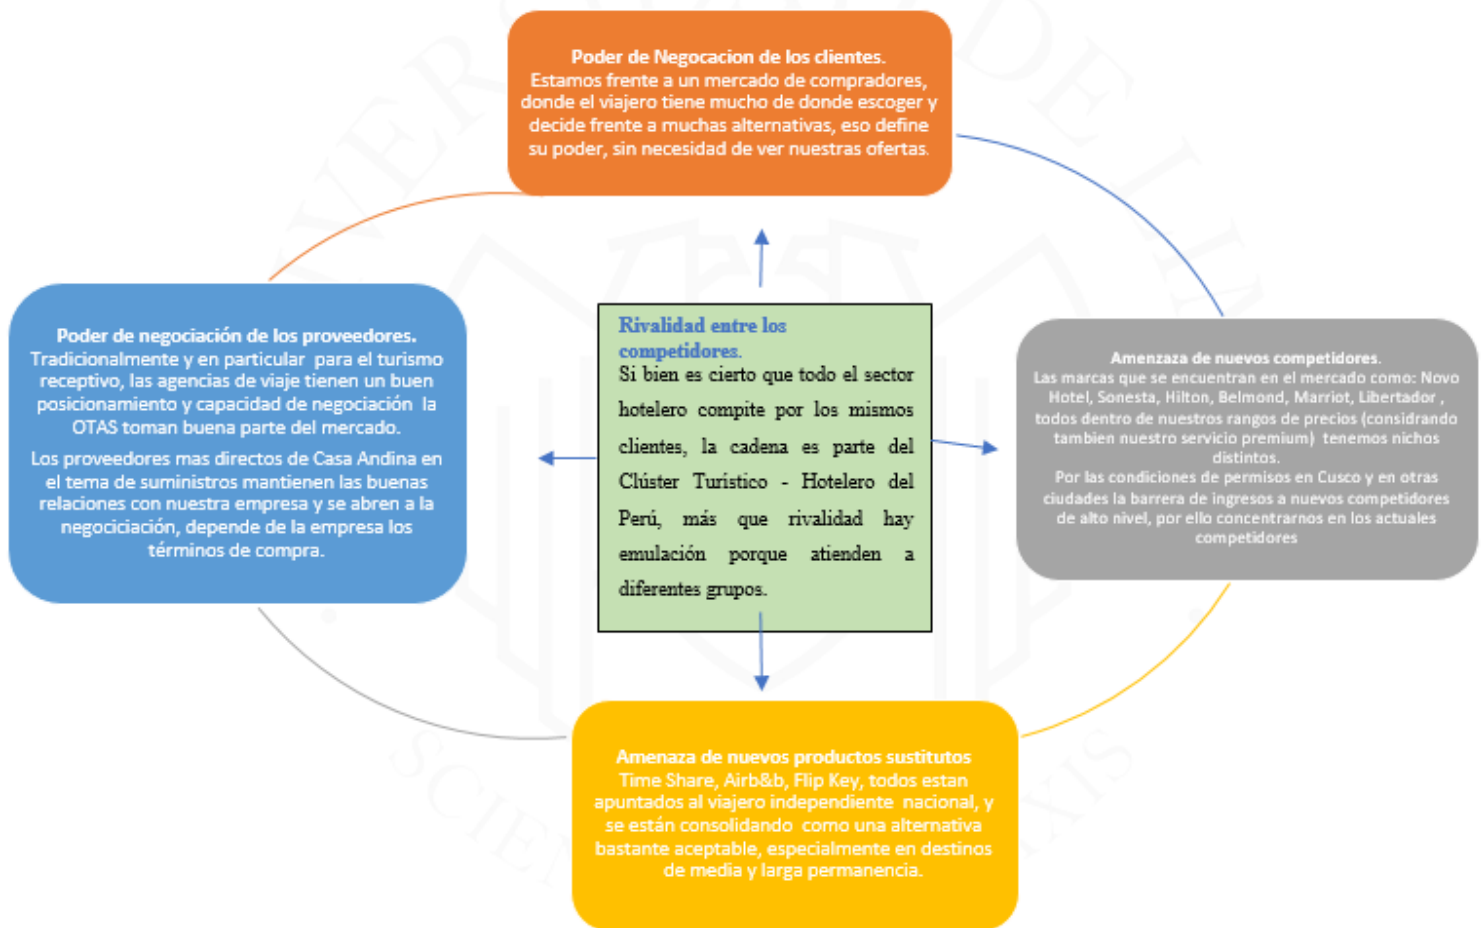 Poder de Negocacion de los clientes.
Estamos frente a un mercado de compradores,
donde el viajero tiene mucho de donde escoger y
decide frente a muchas alternativas, eso define
su poder, sin necesidad de ver nuestras ofertas.
Poder de negociación de los proveedores.
Tradicionalmente y en particular para el turismo
receptivo, las agencias de viaje tienen un buen
posicionamiento y capacidad de negociación la
OTAS toman buena parte del mercado.
Los proveedores mas directos de Casa Andina en
el tema de suministros mantienen las buenas
relaciones con nuestra empresa y se abren a la
negociciación, depende de la empresa los
términos de compra.
Rivalidad entre los
competidores.
Si bien es cierto que todo el sector
hotelero compite por los mismos
clientes, la cadena es parte del
Clúster Turístico - Hotelero del
Perú, más que rivalidad hay
emulación porque atienden a
diferentes grupos.
Amenzaza de nuevos competidores.
Las marcas que se encuentran en el mercado como: Novo
Hotel, Sonesta, Hilton, Belmond, Marriot, Libertador ,
todos dentro de nuestros rangos de precios (considrando
tambien nuestro servicio premium) tenemos nichos
distintos.
Por las condiciones de permisos en Cusco y en otras
ciudades la barrera de ingresos a nuevos competidores
de alto nivel, por ello concentrarnos en los actuales
competidores
Amenaza de nuevos productos sustitutos
Time Share, Airb&b, Flip Key, todos estan
apuntados al viajero independiente nacional, y
se están consolidando como una alternativa
bastante aceptable, especialmente en destinos
de media y larga permanencia.